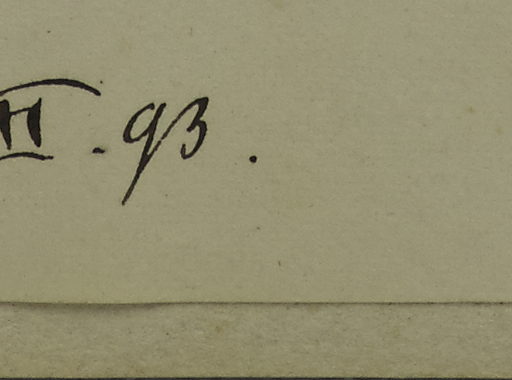 II . 93 .